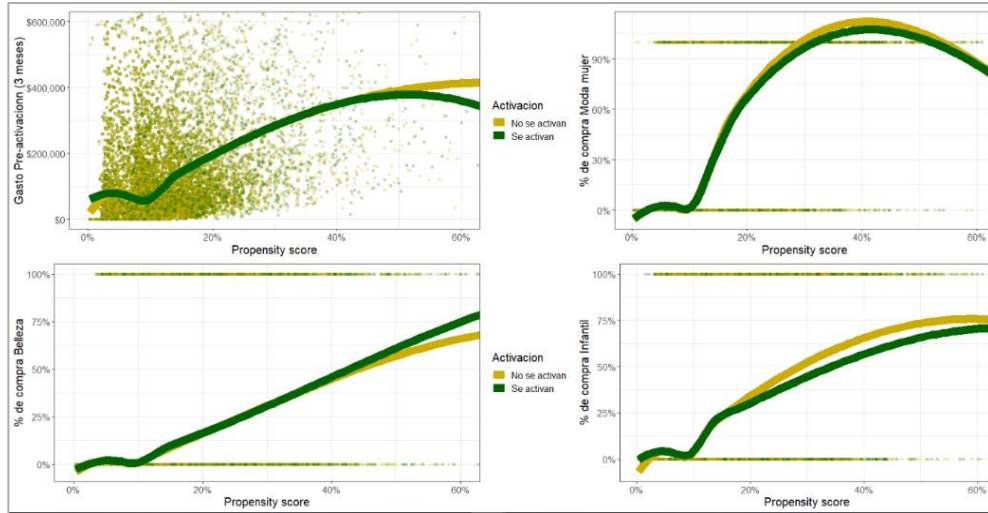 Gasto Pre-activacionn (3 meses)
$600,000
$400,000
$200,000
$0
0%
20%
40%
60%
Propensity score
Activacion
No se activan
Se activan
% de compra Moda mujer
90%
60%
30%
0%
0%
20%
40%
60%
Propensity score
% de compra Belleza
100%
75%
50%
25%
0%
0%
20%
40%
60%
Propensity score
Activacion
No se activan
Se activan
% de compra Infantil
100%
75%
50%
25%
0%
0%
20%
40%
60%
Propensity score